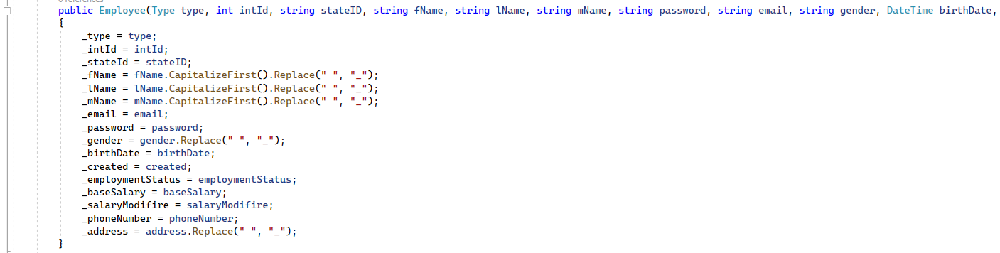 0 references
public Employee(Type type, int intId, string stateID, string fName, string lName, string mName, string password, string email, string gender, DateTime birthDate,
{
_type = type;
_intId = intId;
_stateId = stateID;
_fName = fName.CapitalizeFirst().Replace(" ", "_");
_lName = lName.CapitalizeFirst().Replace(" ", "_");
_mName = mName.CapitalizeFirst().Replace(" ", "_");
_email = email;
_password = password;
_gender = gender.Replace(" ", "_");
_birthDate = birthDate;
_created = created;
_employmentStatus = employmentStatus;
_baseSalary = baseSalary;
_salaryModifire = salaryModifire;
_phoneNumber = phoneNumber;
_address = address.Replace(" ", "_");
}